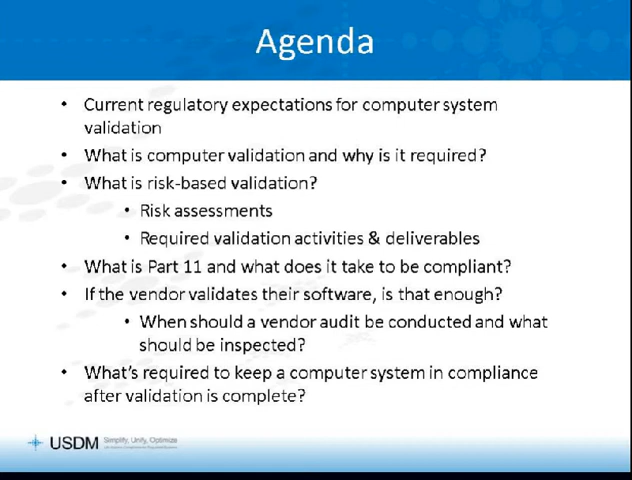 Agenda
• Current regulatory expectations for computer system
validation
• What is computer validation and why is it required?
• What is risk-based validation?
• Risk assessments
• Required validation activities & deliverables
• What is Part 11 and what does it take to be compliant?
• If the vendor validates their software, is that enough?
• When should a vendor audit be conducted and what
should be inspected?
• What's required to keep a computer system in compliance
after validation is complete?
USDM Simplify, Unify, Optimize